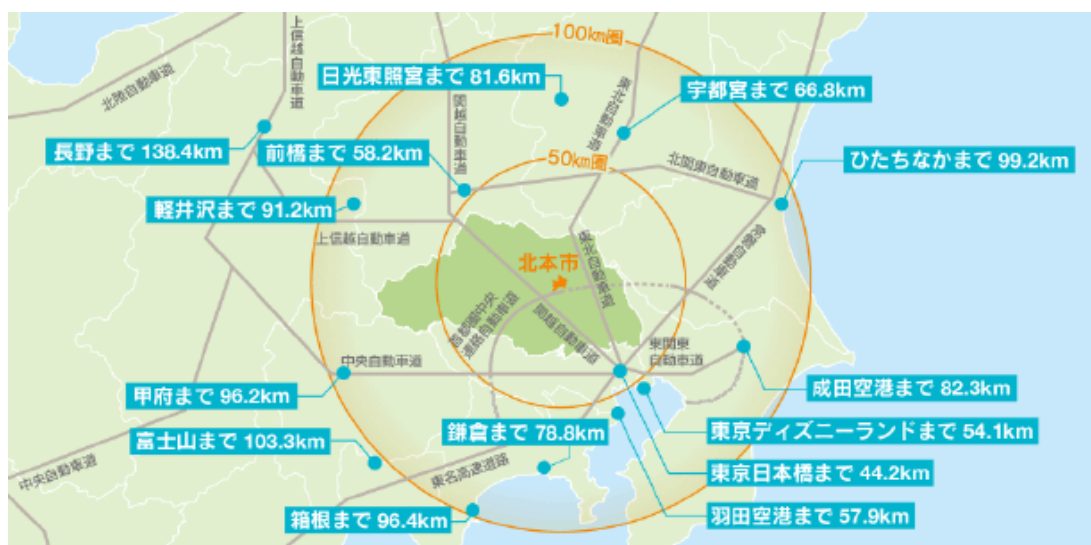 100km圏
上信越自動車道
北陸自動車道
日光東照宮まで 81.6km
宇都宮まで 66.8km
関越自動車道
東北自動車道
長野まで 138.4km
前橋まで 58.2km
50km圏
北関東自動車道
ひたちなかまで 99.2km
軽井沢まで 91.2km
上信越自動車道
常磐自動車道
東北自動車道
北本市
首都圏中央
連絡自動車道
関越自動車道
東関東
自動車道
中央自動車道
甲府まで 96.2km
成田空港まで 82.3km
富士山まで 103.3km
鎌倉まで 78.8km
東京ディズニーランドまで 54.1km
中央自動車道
東名高速道路
東京日本橋まで 44.2km
箱根まで 96.4km
羽田空港まで 57.9km